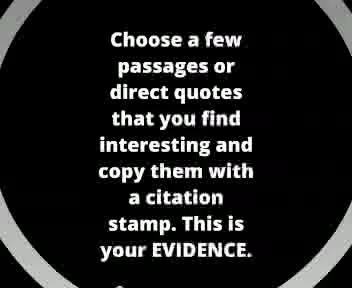 Choose a few
passages or
direct quotes
that you find
interesting and
copy them with
a citation
stamp. This is
your EVIDENCE.